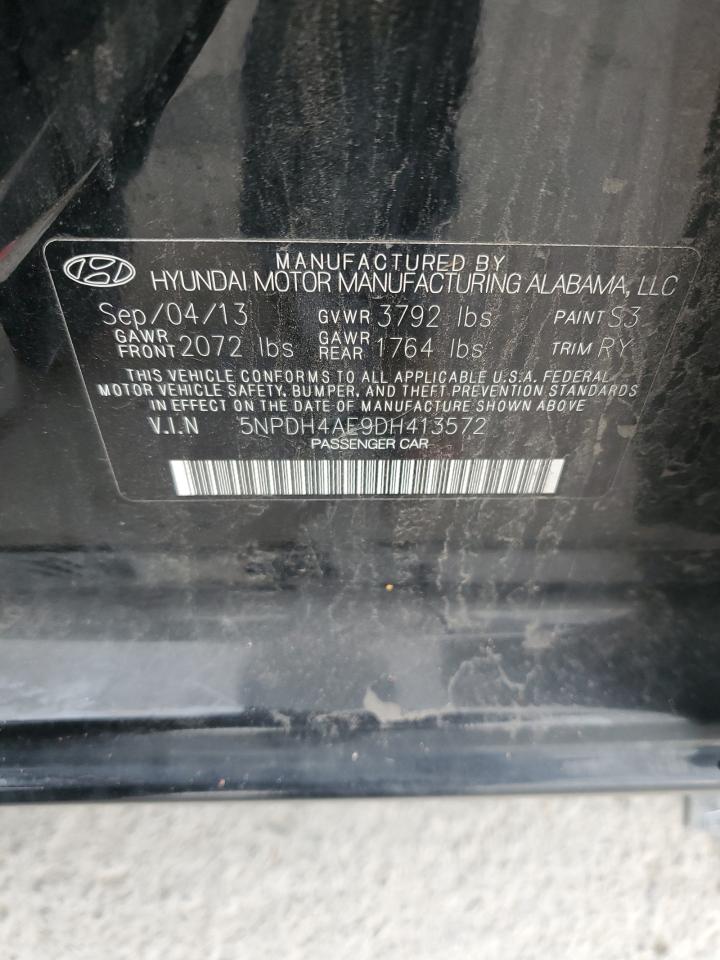 MANUFACTURED BY
HYUNDAI MOTOR MANUFACTURING ALABAMA, LLC
Sep/04/13 GVWR 3792 lbs PAINT S3
GAWR FRONT 2072 lbs GAWR REAR 1764 lbs TRIM RY
THIS VEHICLE CONFORMS TO ALL APPLICABLE U.S.A. FEDERAL
MOTOR VEHICLE SAFETY, BUMPER, AND THEFT PREVENTION STANDARDS
IN EFFECT ON THE DATE OF MANUFACTURE SHOWN ABOVE
V.I.N 5NPDH4AE9DH413572
PASSENGER CAR